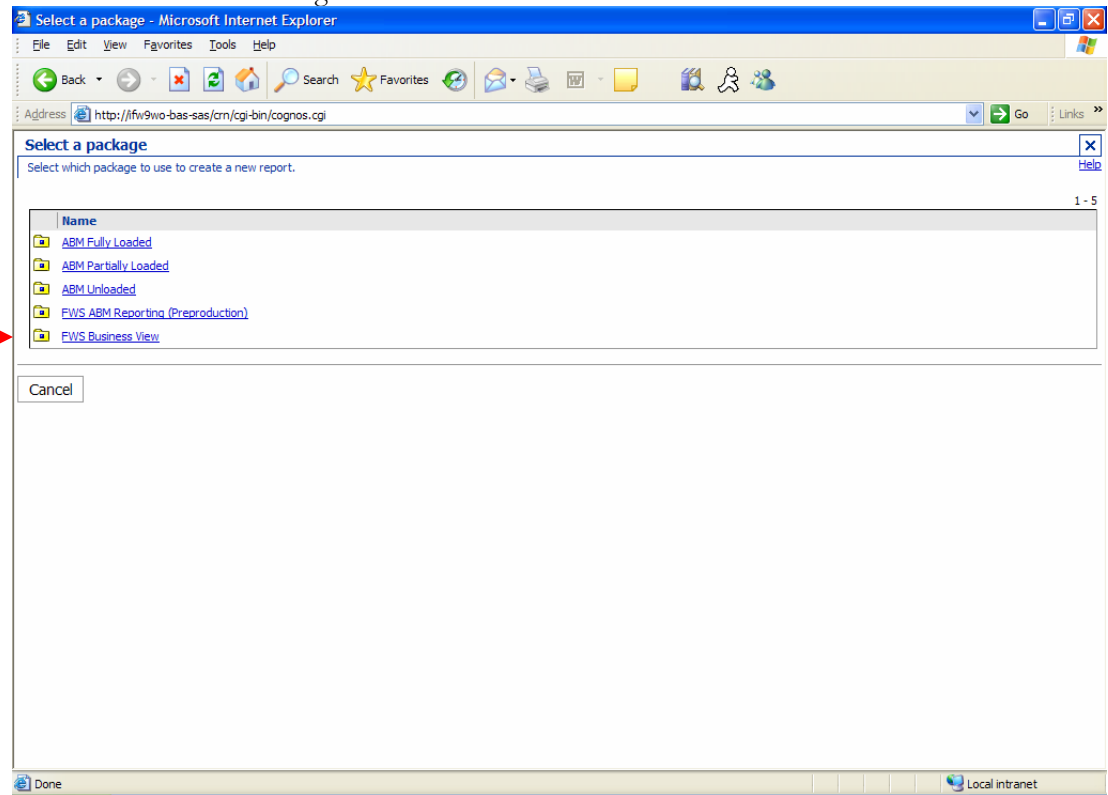 Select a package - Microsoft Internet Explorer
File Edit View Favorites Tools Help
Back Search Favorites
Address http://ifw9wo-bas-sas/crn/cgi-bin/cognos.cgi Go Links »
Select a package
Select which package to use to create a new report. Help
1 - 5
Name
ABM Fully Loaded
ABM Partially Loaded
ABM Unloaded
FWS ABM Reporting (Preproduction)
FWS Business View
Cancel
Done Local intranet